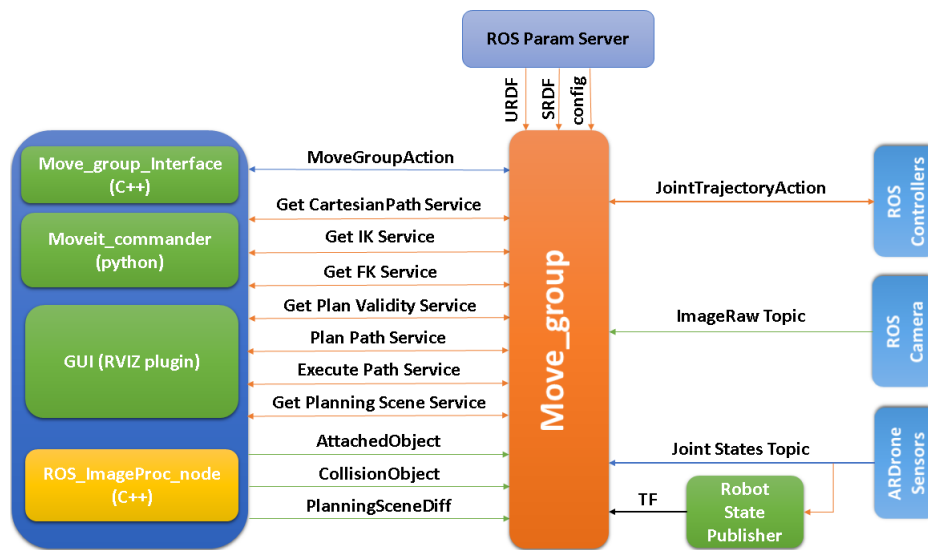 ROS Param Server
URDF
SRDF
config
Move_group_Interface
(C++)
Moveit_commander
(python)
GUI (RVIZ plugin)
ROS_ImageProc_node
(C++)
MoveGroupAction
Get CartesianPath Service
Get IK Service
Get FK Service
Get Plan Validity Service
Plan Path Service
Execute Path Service
Get Planning Scene Service
AttachedObject
CollisionObject
PlanningSceneDiff
Move_group
JointTrajectoryAction
ROS
Controllers
ImageRaw Topic
ROS
Camera
Joint States Topic
ARDrone
Sensors
TF
Robot
State
Publisher